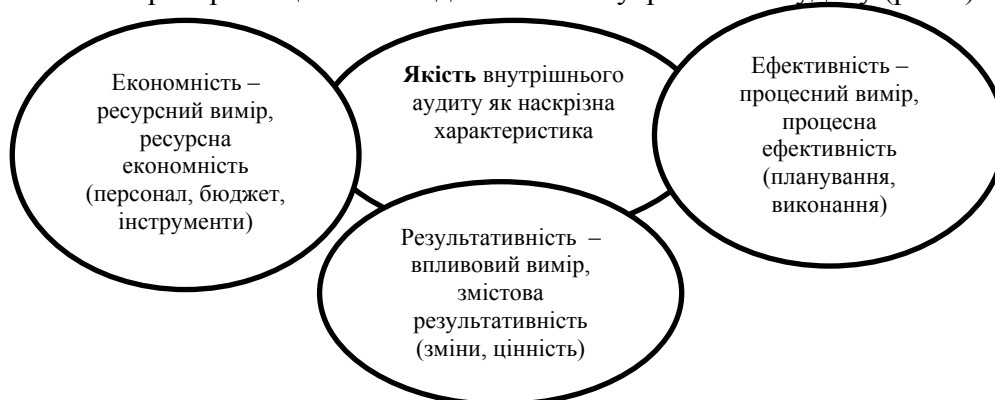 Економність –
ресурсний вимір,
ресурсна
економність
(персонал, бюджет,
інструменти)
Якість внутрішнього
аудиту як наскрізна
характеристика
Ефективність –
процесний вимір,
процесна
ефективність
(планування,
виконання)
Результативність –
впливовий вимір,
змістова
результативність
(зміни, цінність)